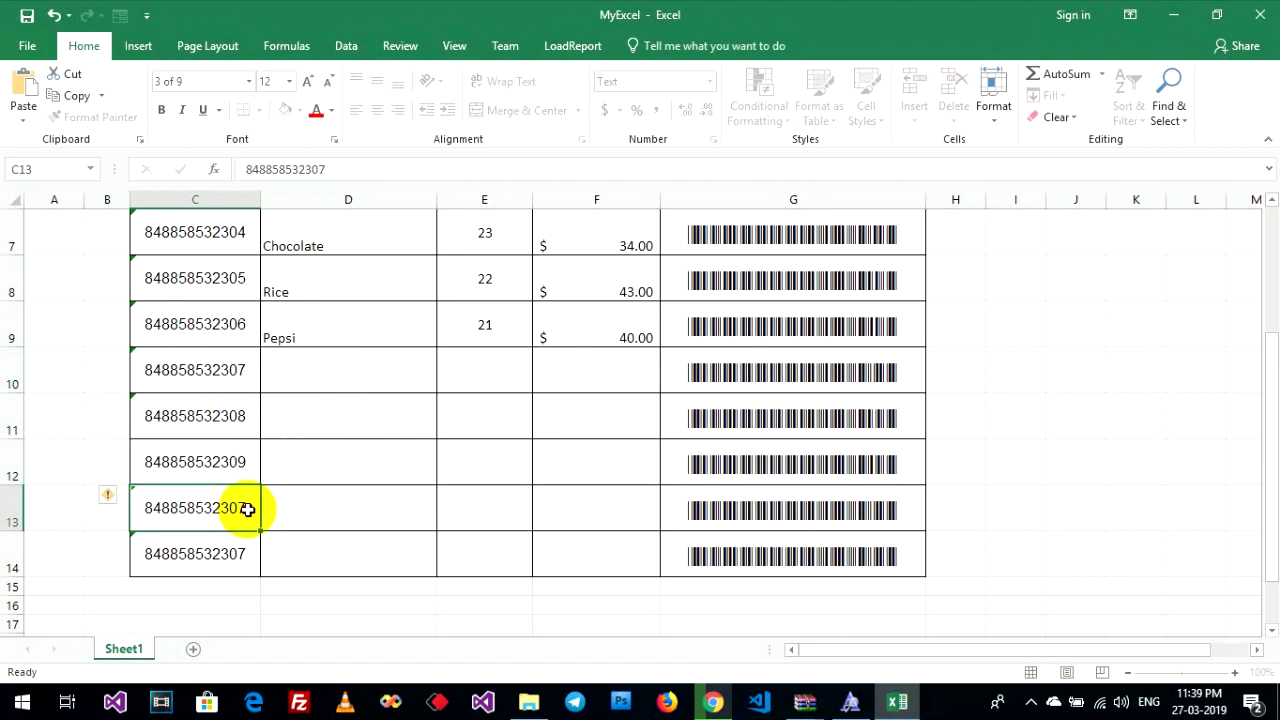 MyExcel - Excel
Sign in
File Home Insert Page Layout Formulas Data Review View Team LoadReport Tell me what you want to do Share
Paste Cut Copy Format Painter
3 of 9 12
B I U A
Wrap Text
Merge & Center
Text
$ % ,
Conditional Formatting Format as Table Cell Styles
Insert Delete Format
AutoSum Fill Clear
Sort & Filter Find & Select
Clipboard Font Alignment Number Styles Cells Editing
C13 fx 848858532307
A B C D E F G H I J K L M
7 848858532304 Chocolate 23 $ 34.00
8 848858532305 Rice 22 $ 43.00
9 848858532306 Pepsi 21 $ 40.00
10 848858532307
11 848858532308
12 848858532309
13 848858532307
14 848858532307
15
16
17
Sheet1
Ready 100%
ENG 11:39 PM
27-03-2019 2